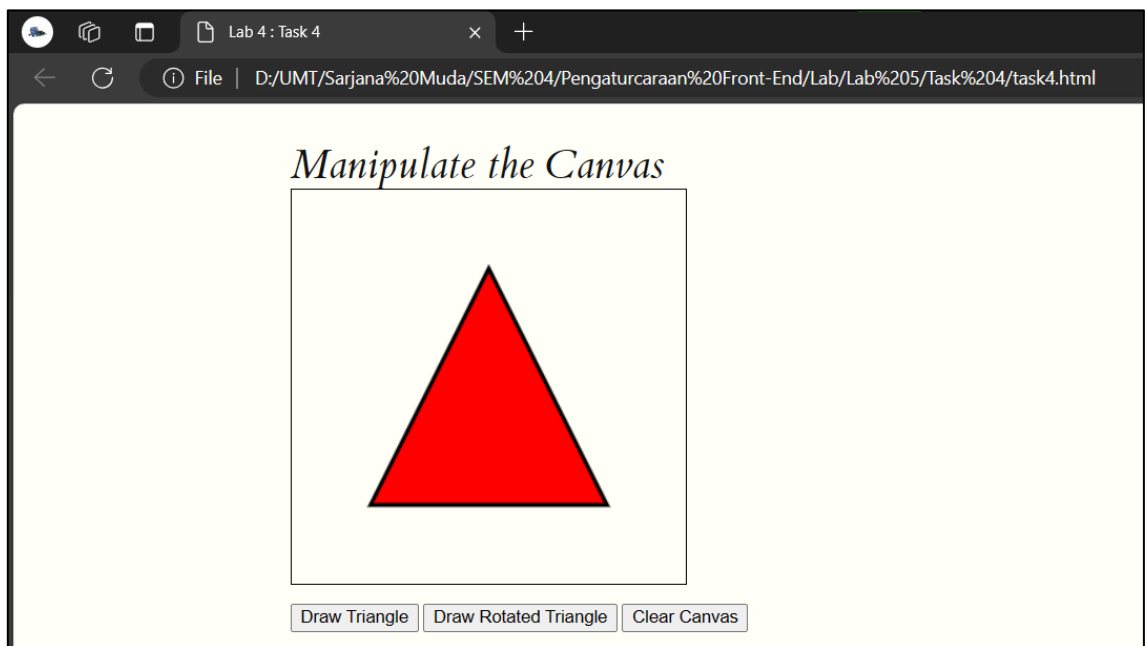 Lab 4 : Task 4
File | D:/UMT/Sarjana%20Muda/SEM%204/Pengaturcaraan%20Front-End/Lab/Lab%205/Task%204/task4.html
Manipulate the Canvas
Draw Triangle Draw Rotated Triangle Clear Canvas